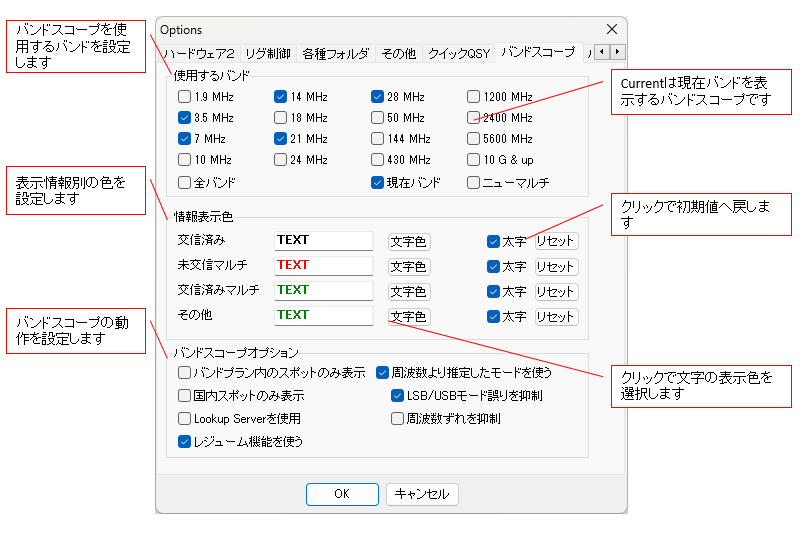 バンドスコープを使
用するバンドを設定
します
Options
ハードウェア2 リグ制御 各種フォルダ その他 クイックQSY バンドスコープ
使用するバンド
1.9 MHz 14 MHz 28 MHz 1200 MHz
3.5 MHz 18 MHz 50 MHz 2400 MHz
7 MHz 21 MHz 144 MHz 5600 MHz
10 MHz 24 MHz 430 MHz 10 G & up
全バンド 現在バンド ニューマルチ
Currentは現在バンドを表
示するバンドスコープです
表示情報別の色を
設定します
情報表示色
交信済み TEXT 文字色 太字 リセット
未交信マルチ TEXT 文字色 太字 リセット
交信済みマルチ TEXT 文字色 太字 リセット
その他 TEXT 文字色 太字 リセット
クリックで初期値へ戻しま
す
バンドスコープの動
作を設定します
バンドスコープオプション
バンドプラン内のスポットのみ表示 周波数より推定したモードを使う
国内スポットのみ表示 LSB/USBモード誤りを抑制
Lookup Serverを使用 周波数ずれを抑制
レジューム機能を使う
クリックで文字の表示色を
選択します
OK キャンセル